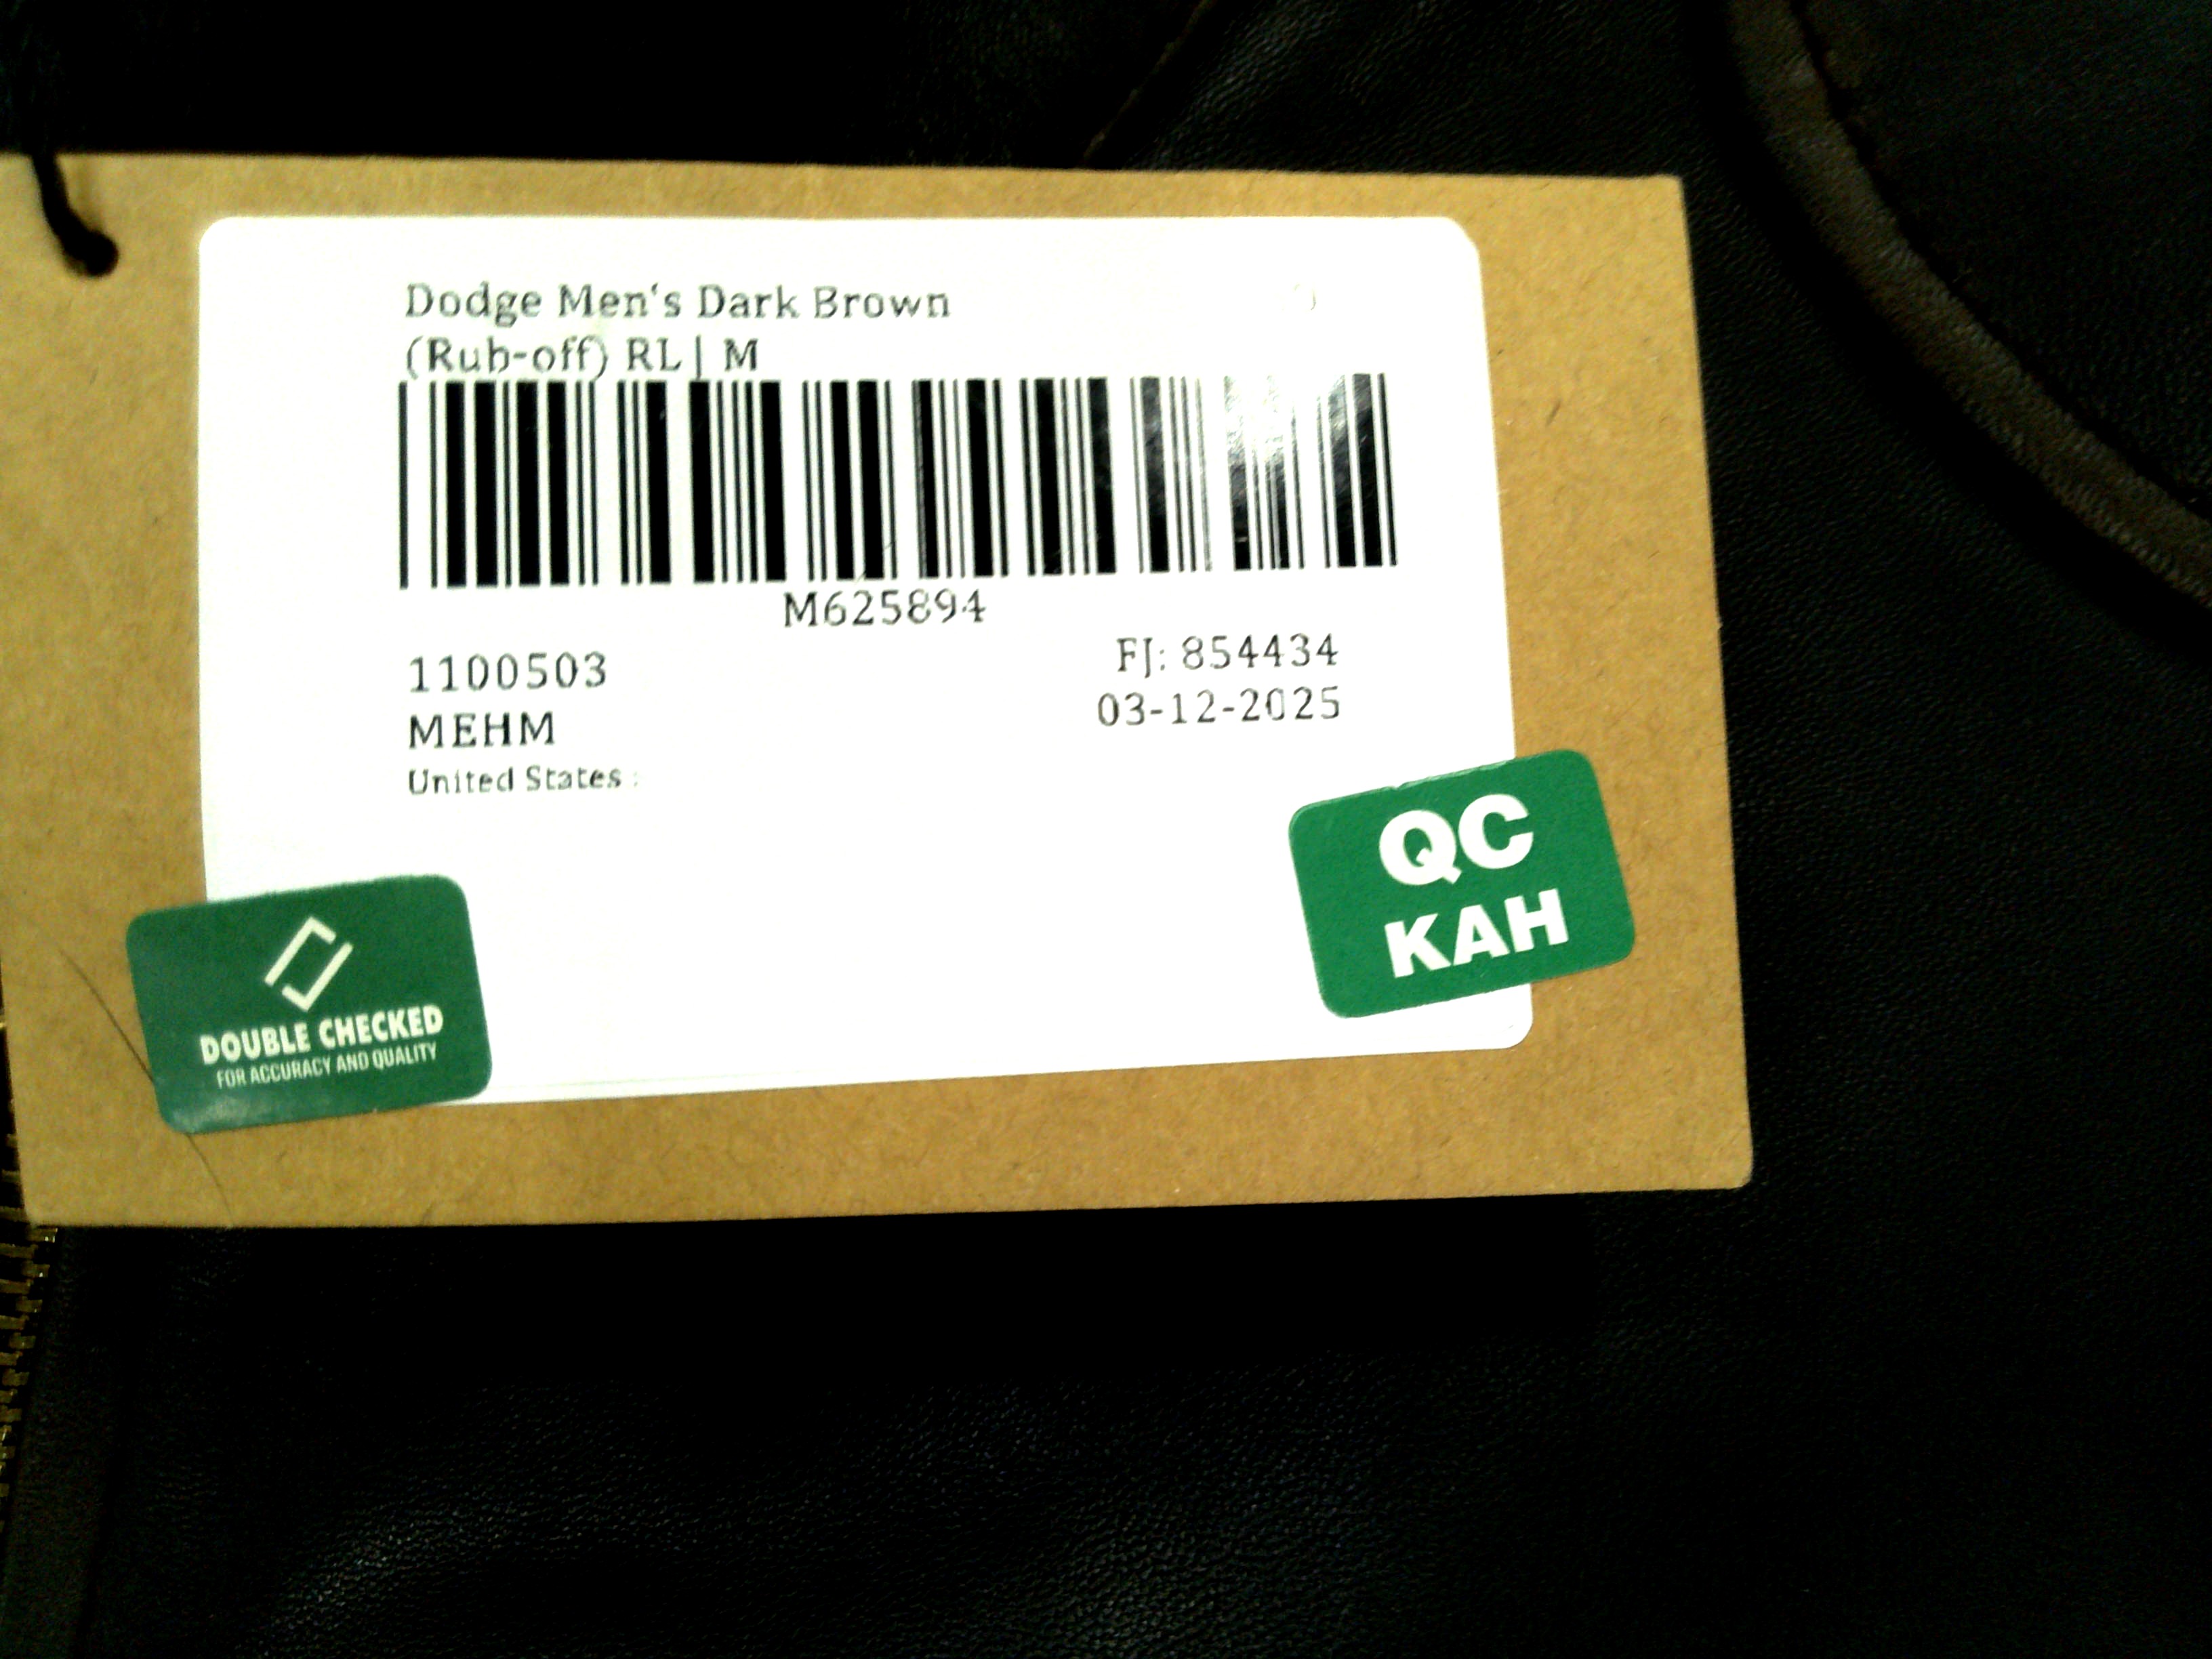 Dodge Men's Dark Brown
(Rub-off) RL| M
M625894
1100503
FJ: 854434
MEHM
03-12-2025
United States :
QC
KAH
DOUBLE CHECKED
FOR ACCURACY AND QUALITY